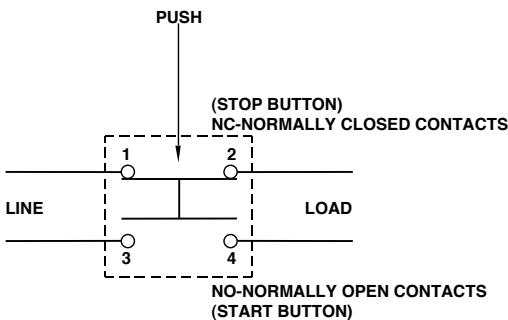 PUSH
(STOP BUTTON)
NC-NORMALLY CLOSED CONTACTS
1 2
LINE LOAD
3 4
NO-NORMALLY OPEN CONTACTS
(START BUTTON)